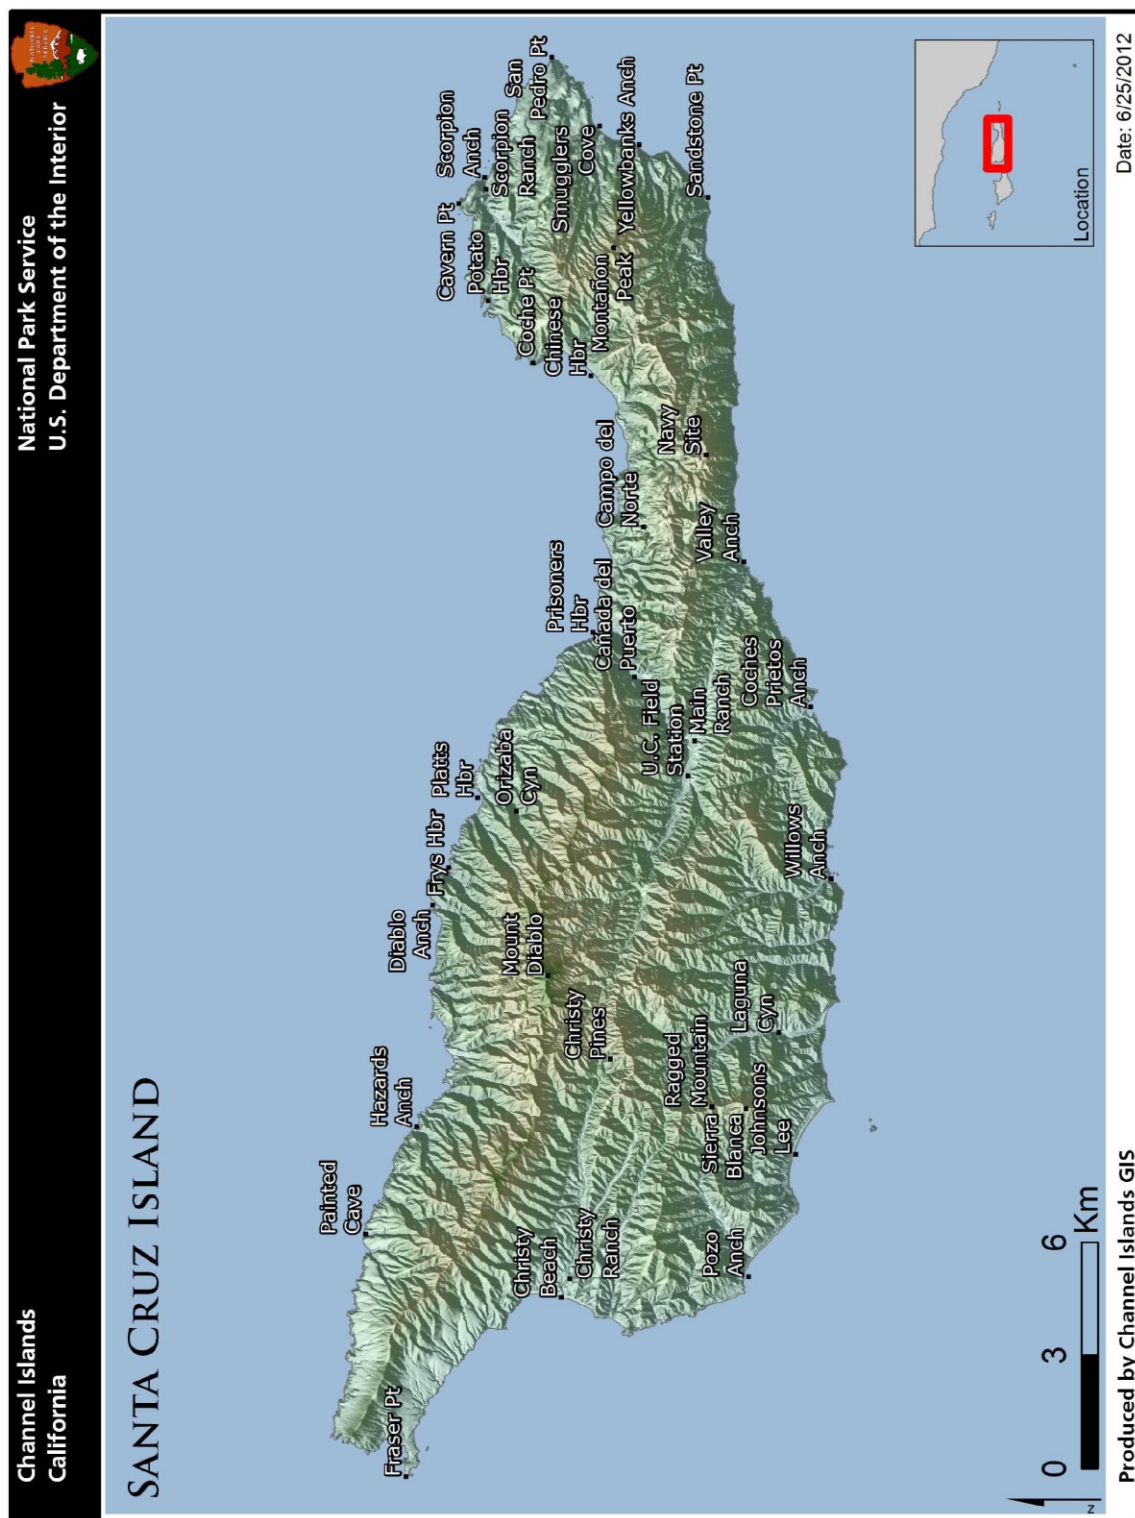 Channel Islands
California
National Park Service
U.S. Department of the Interior
SANTA CRUZ ISLAND
Painted
Cave
Hazards
Anch
Diablo
Anch
Frys Hbr
Platts
Hbr
Orizaba
Cyn
Fraser Pt
Christy
Beach
Christy
Ranch
Christy
Pines
Mount
Diablo
Prisoners
Hbr
Cañada del
Puerto
Campo del
Norte
Cavern Pt
Scorpion
Anch
Scorpion
Ranch
San
Pedro Pt
Potato
Hbr
Coche Pt
Chinese
Hbr
Smugglers
Cove
Montañon
Peak
Yellowbanks Anch
Sandstone Pt
Navy
Site
Valley
Anch
U.C. Field
Station
Main
Ranch
Coches
Prietos
Anch
Willows
Anch
Laguna
Cyn
Ragged
Mountain
Sierra
Blanca
Johnsons
Lee
Pozo
Anch
N
0 3 6 Km
Location
Produced by Channel Islands GIS
Date: 6/25/2012